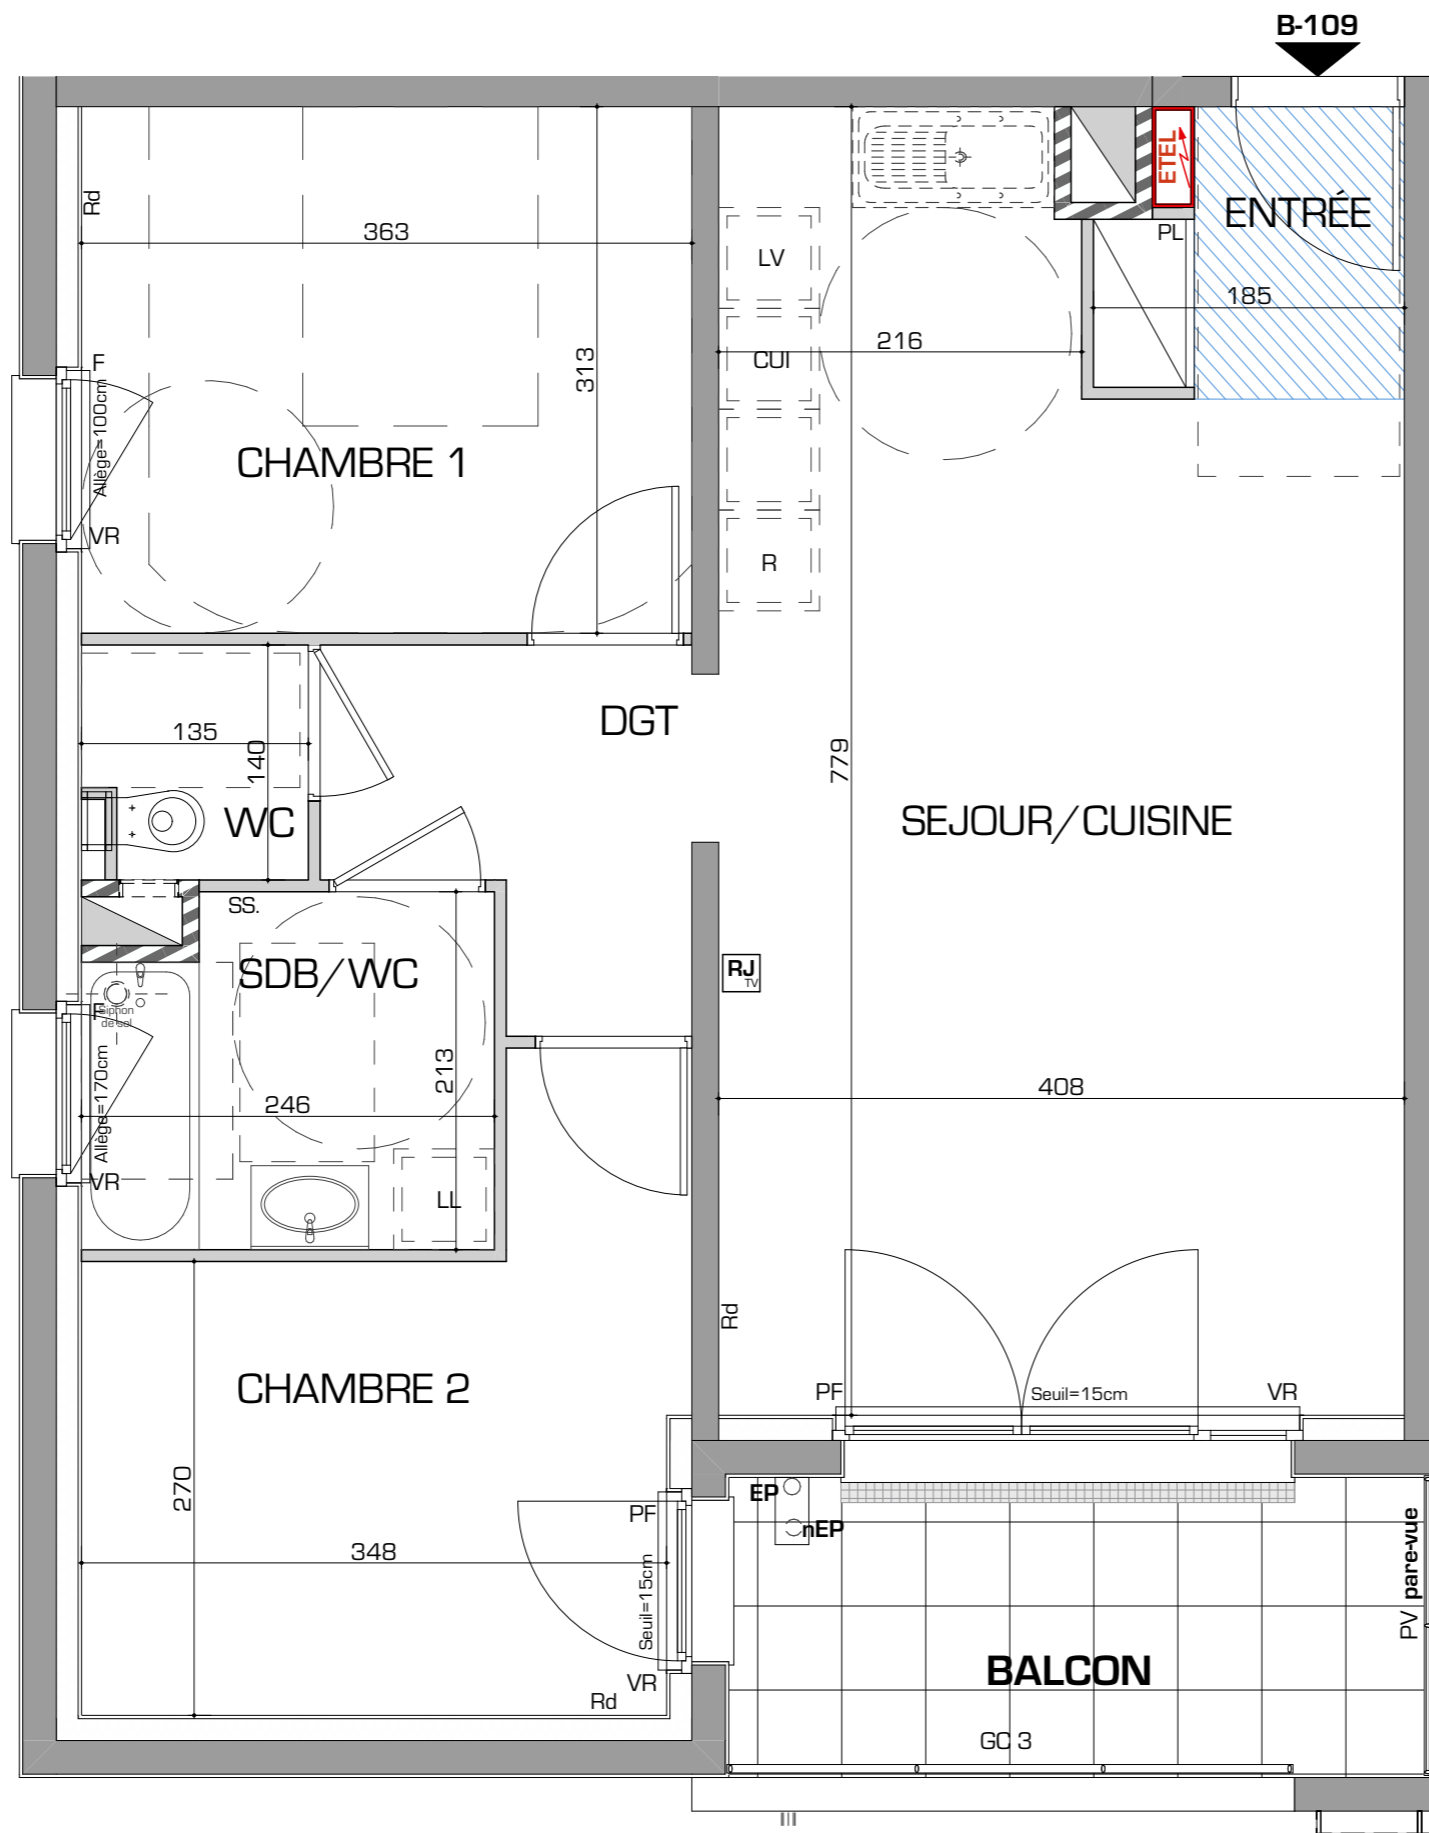 B-109
ETEL
ENTRÉE
PL
185
Rd
363
LV
216
CUI
313
F
Allège=100cm
CHAMBRE 1
VR
R
DGT
135
140
779
WC
SEJOUR/CUISINE
SS.
SDB/WC
RJ
TV
F
Siphon
de sol
Allège=170cm
213
246
408
VR
LL
Rd
CHAMBRE 2
PF
Seuil=15cm
VR
270
EP
PF
nEP
348
Seuil=15cm
PV pare-vue
VR
Rd
BALCON
GC 3